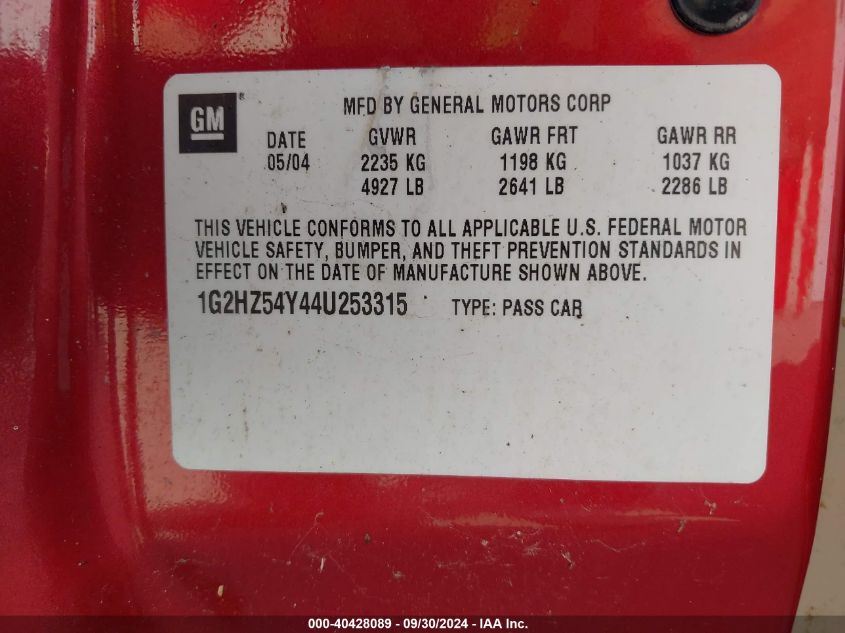 GM ®
MFD BY GENERAL MOTORS CORP
DATE GVWR GAWR FRT GAWR RR
05/04 2235 KG 1198 KG 1037 KG
4927 LB 2641 LB 2286 LB
THIS VEHICLE CONFORMS TO ALL APPLICABLE U.S. FEDERAL MOTOR
VEHICLE SAFETY, BUMPER, AND THEFT PREVENTION STANDARDS IN
EFFECT ON THE DATE OF MANUFACTURE SHOWN ABOVE.
1G2HZ54Y44U253315 TYPE: PASS CAR
000-40428089 - 09/30/2024 - IAA Inc.